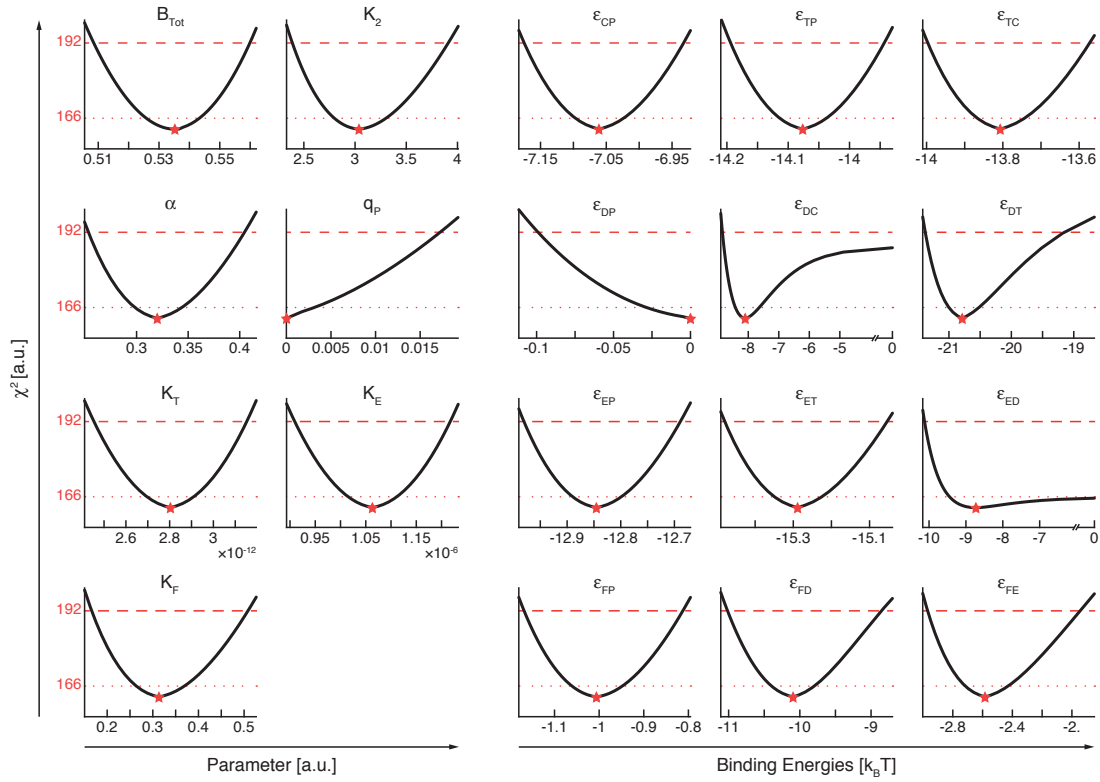 B_Tot K_2 ε_CP ε_TP ε_TC
192
166
0.51 0.53 0.55 2.5 3 3.5 4 -7.15 -7.05 -6.95 -14.2 -14.1 -14 -14 -13.8 -13.6
α q_P ε_DP ε_DC ε_DT
192
166
0.3 0.4 0 0.005 0.01 0.015 -0.1 -0.05 0 -8 -7 -6 -5 0 -21 -20 -19
χ² [a.u.]
K_T K_E ε_EP ε_ET ε_ED
192
166
2.6 2.8 3 0.95 1.05 1.15 -12.9 -12.8 -12.7 -15.3 -15.1 -10 -9 -8 -7 0
×10⁻¹² ×10⁻⁶
K_F ε_FP ε_FD ε_FE
192
166
0.2 0.3 0.4 0.5 -1.1 -1 -0.9 -0.8 -11 -10 -9 -2.8 -2.4 -2.
Parameter [a.u.] Binding Energies [k_BT]